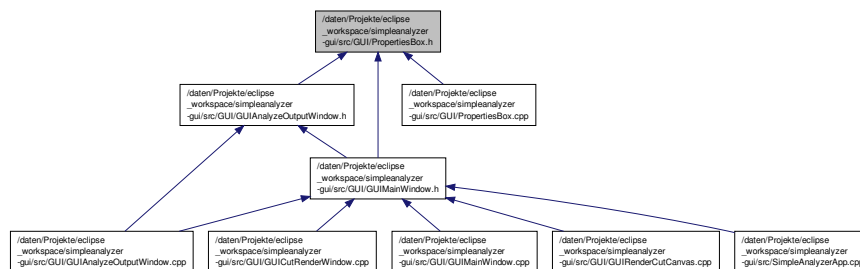 /daten/Projekte/eclipse
_workspace/simpleanalyzer
-gui/src/GUI/PropertiesBox.h
/daten/Projekte/eclipse
_workspace/simpleanalyzer
-gui/src/GUI/GUIAnalyzeOutputWindow.h
/daten/Projekte/eclipse
_workspace/simpleanalyzer
-gui/src/GUI/PropertiesBox.cpp
/daten/Projekte/eclipse
_workspace/simpleanalyzer
-gui/src/GUI/GUIMainWindow.h
/daten/Projekte/eclipse
_workspace/simpleanalyzer
-gui/src/GUI/GUIAnalyzeOutputWindow.cpp
/daten/Projekte/eclipse
_workspace/simpleanalyzer
-gui/src/GUI/GUICutRenderWindow.cpp
/daten/Projekte/eclipse
_workspace/simpleanalyzer
-gui/src/GUI/GUIMainWindow.cpp
/daten/Projekte/eclipse
_workspace/simpleanalyzer
-gui/src/GUI/GUIRenderCutCanvas.cpp
/daten/Projekte/eclipse
_workspace/simpleanalyzer
-gui/src/SimpleAnalyzerApp.cpp